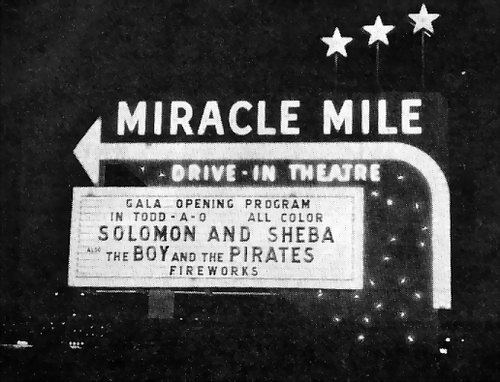 MIRACLE MILE
DRIVE-IN THEATRE
GALA OPENING PROGRAM
IN TODD-A-O ALL COLOR
SOLOMON AND SHEBA
ALSO THE BOY AND THE PIRATES
FIREWORKS